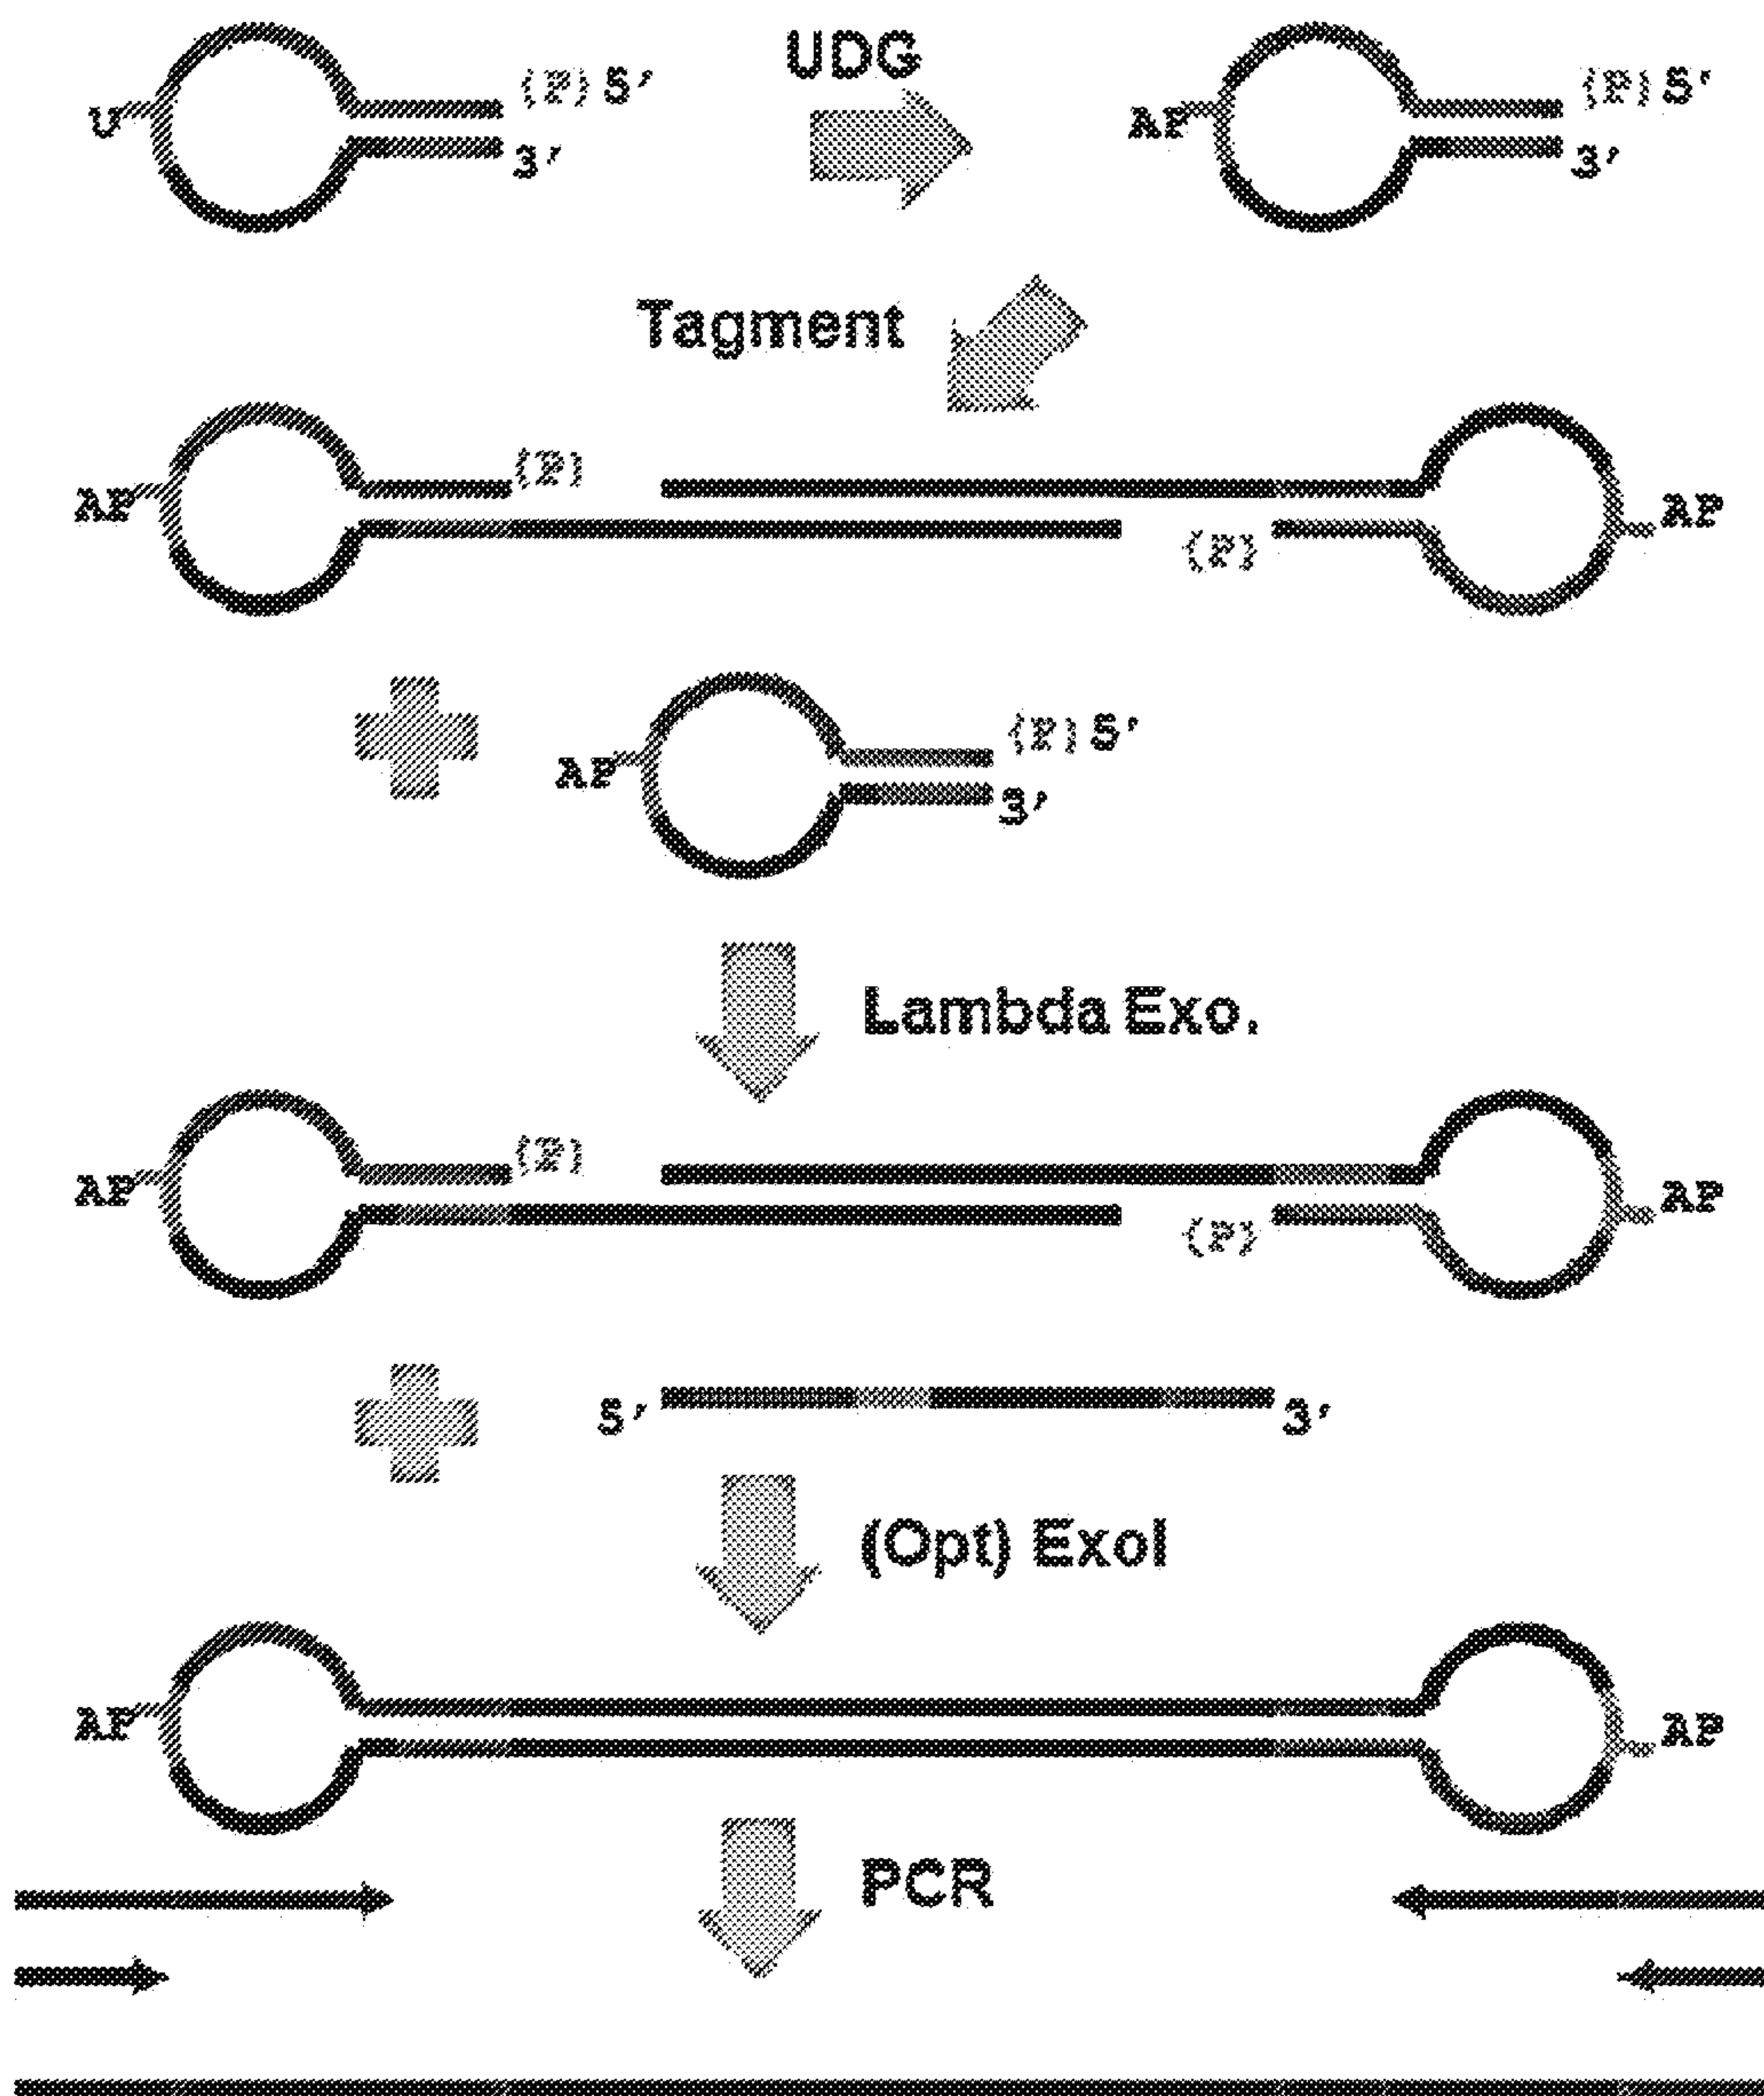 UDG
U (P) 5'
3'
AP (P) 5'
3'
Tagment
AP (P) (P) AP
AP (P) 5'
3'
Lambda Exo.
AP (P) (P) AP
5' 3'
(Opt) ExoI
AP AP
PCR